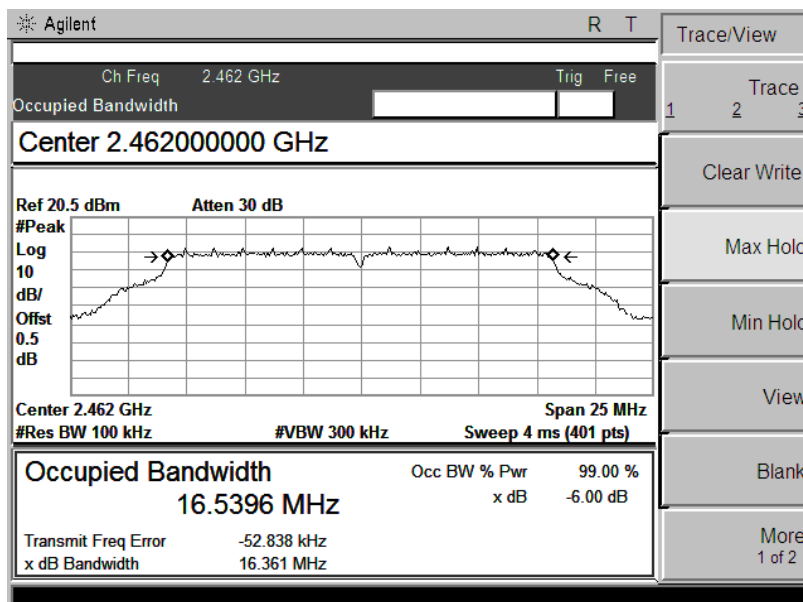 Agilent R T
Trace/View
Ch Freq 2.462 GHz Trig Free
Occupied Bandwidth
Trace
1 2 3
Center 2.462000000 GHz
Clear Write
Ref 20.5 dBm Atten 30 dB
#Peak
Log
10
dB/
Offst
0.5
dB
Max Hold
Min Hold
Center 2.462 GHz Span 25 MHz
#Res BW 100 kHz #VBW 300 kHz Sweep 4 ms (401 pts)
View
Occupied Bandwidth Occ BW % Pwr 99.00 %
16.5396 MHz x dB -6.00 dB
Transmit Freq Error -52.838 kHz
x dB Bandwidth 16.361 MHz
Blank
More
1 of 2